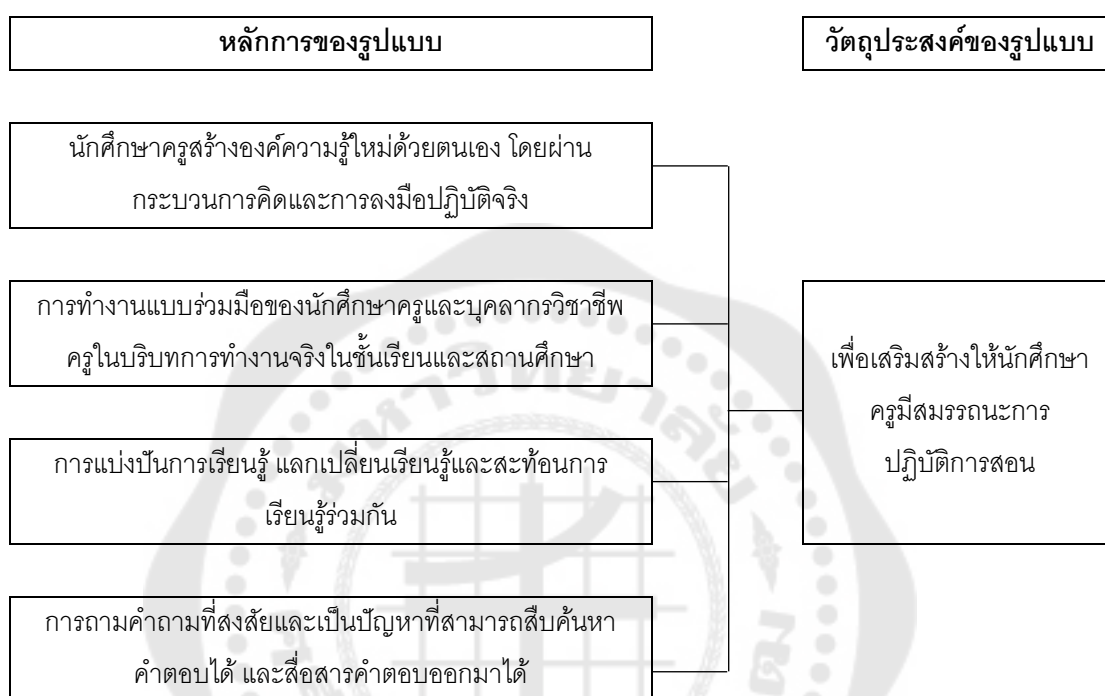 หลักการของรูปแบบ
วัตถุประสงค์ของรูปแบบ
นักศึกษาครูสร้างองค์ความรู้ใหม่ด้วยตนเอง โดยผ่าน
กระบวนการคิดและการลงมือปฏิบัติจริง
การทำงานแบบร่วมมือของนักศึกษาครูและบุคลากรวิชาชีพ
ครูในบริบทการทำงานจริงในชั้นเรียนและสถานศึกษา
การแบ่งปันการเรียนรู้ แลกเปลี่ยนเรียนรู้และสะท้อนการ
เรียนรู้ร่วมกัน
การถามคำถามที่สงสัยและเป็นปัญหาที่สามารถสืบค้นหา
คำตอบได้ และสื่อสารคำตอบออกมาได้
เพื่อเสริมสร้างให้นักศึกษา
ครูมีสมรรถนะการ
ปฏิบัติการสอน